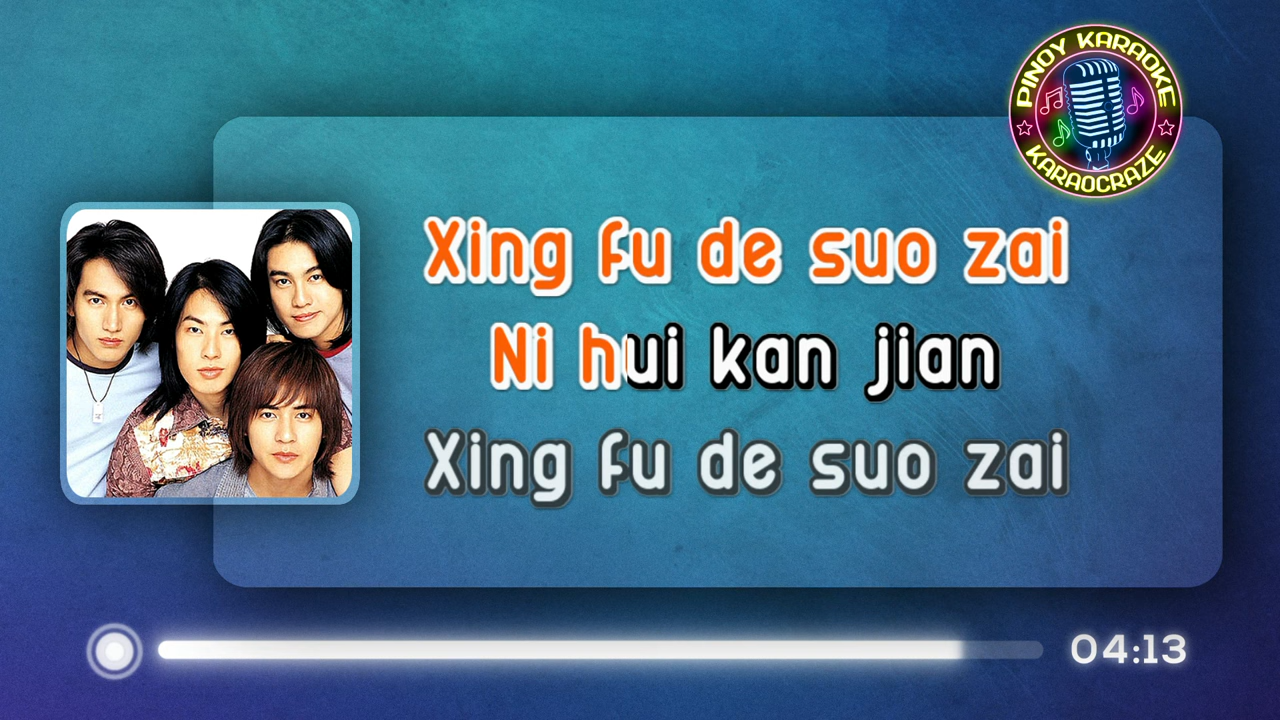 PINOY KARAOKE
KARAOCRAZE
Xing fu de suo zai
Ni hui kan jian
Xing fu de suo zai
04:13